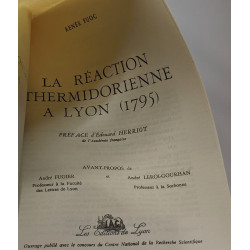 RENÉE FUOC
LA RÉACTION
THERMIDORIENNE
A LYON (1795)
PRÉFACE d'Édouard HERRIOT
de l'Académie française
AVANT-PROPOS de
André FUGIER et André LEROI-GOURHAN
Professeur à la Faculté Professeur à la Sorbonne
des Lettres de Lyon
Les Editions de Lyon
Ouvrage publié avec le concours du Centre National de la Recherche Scientifique